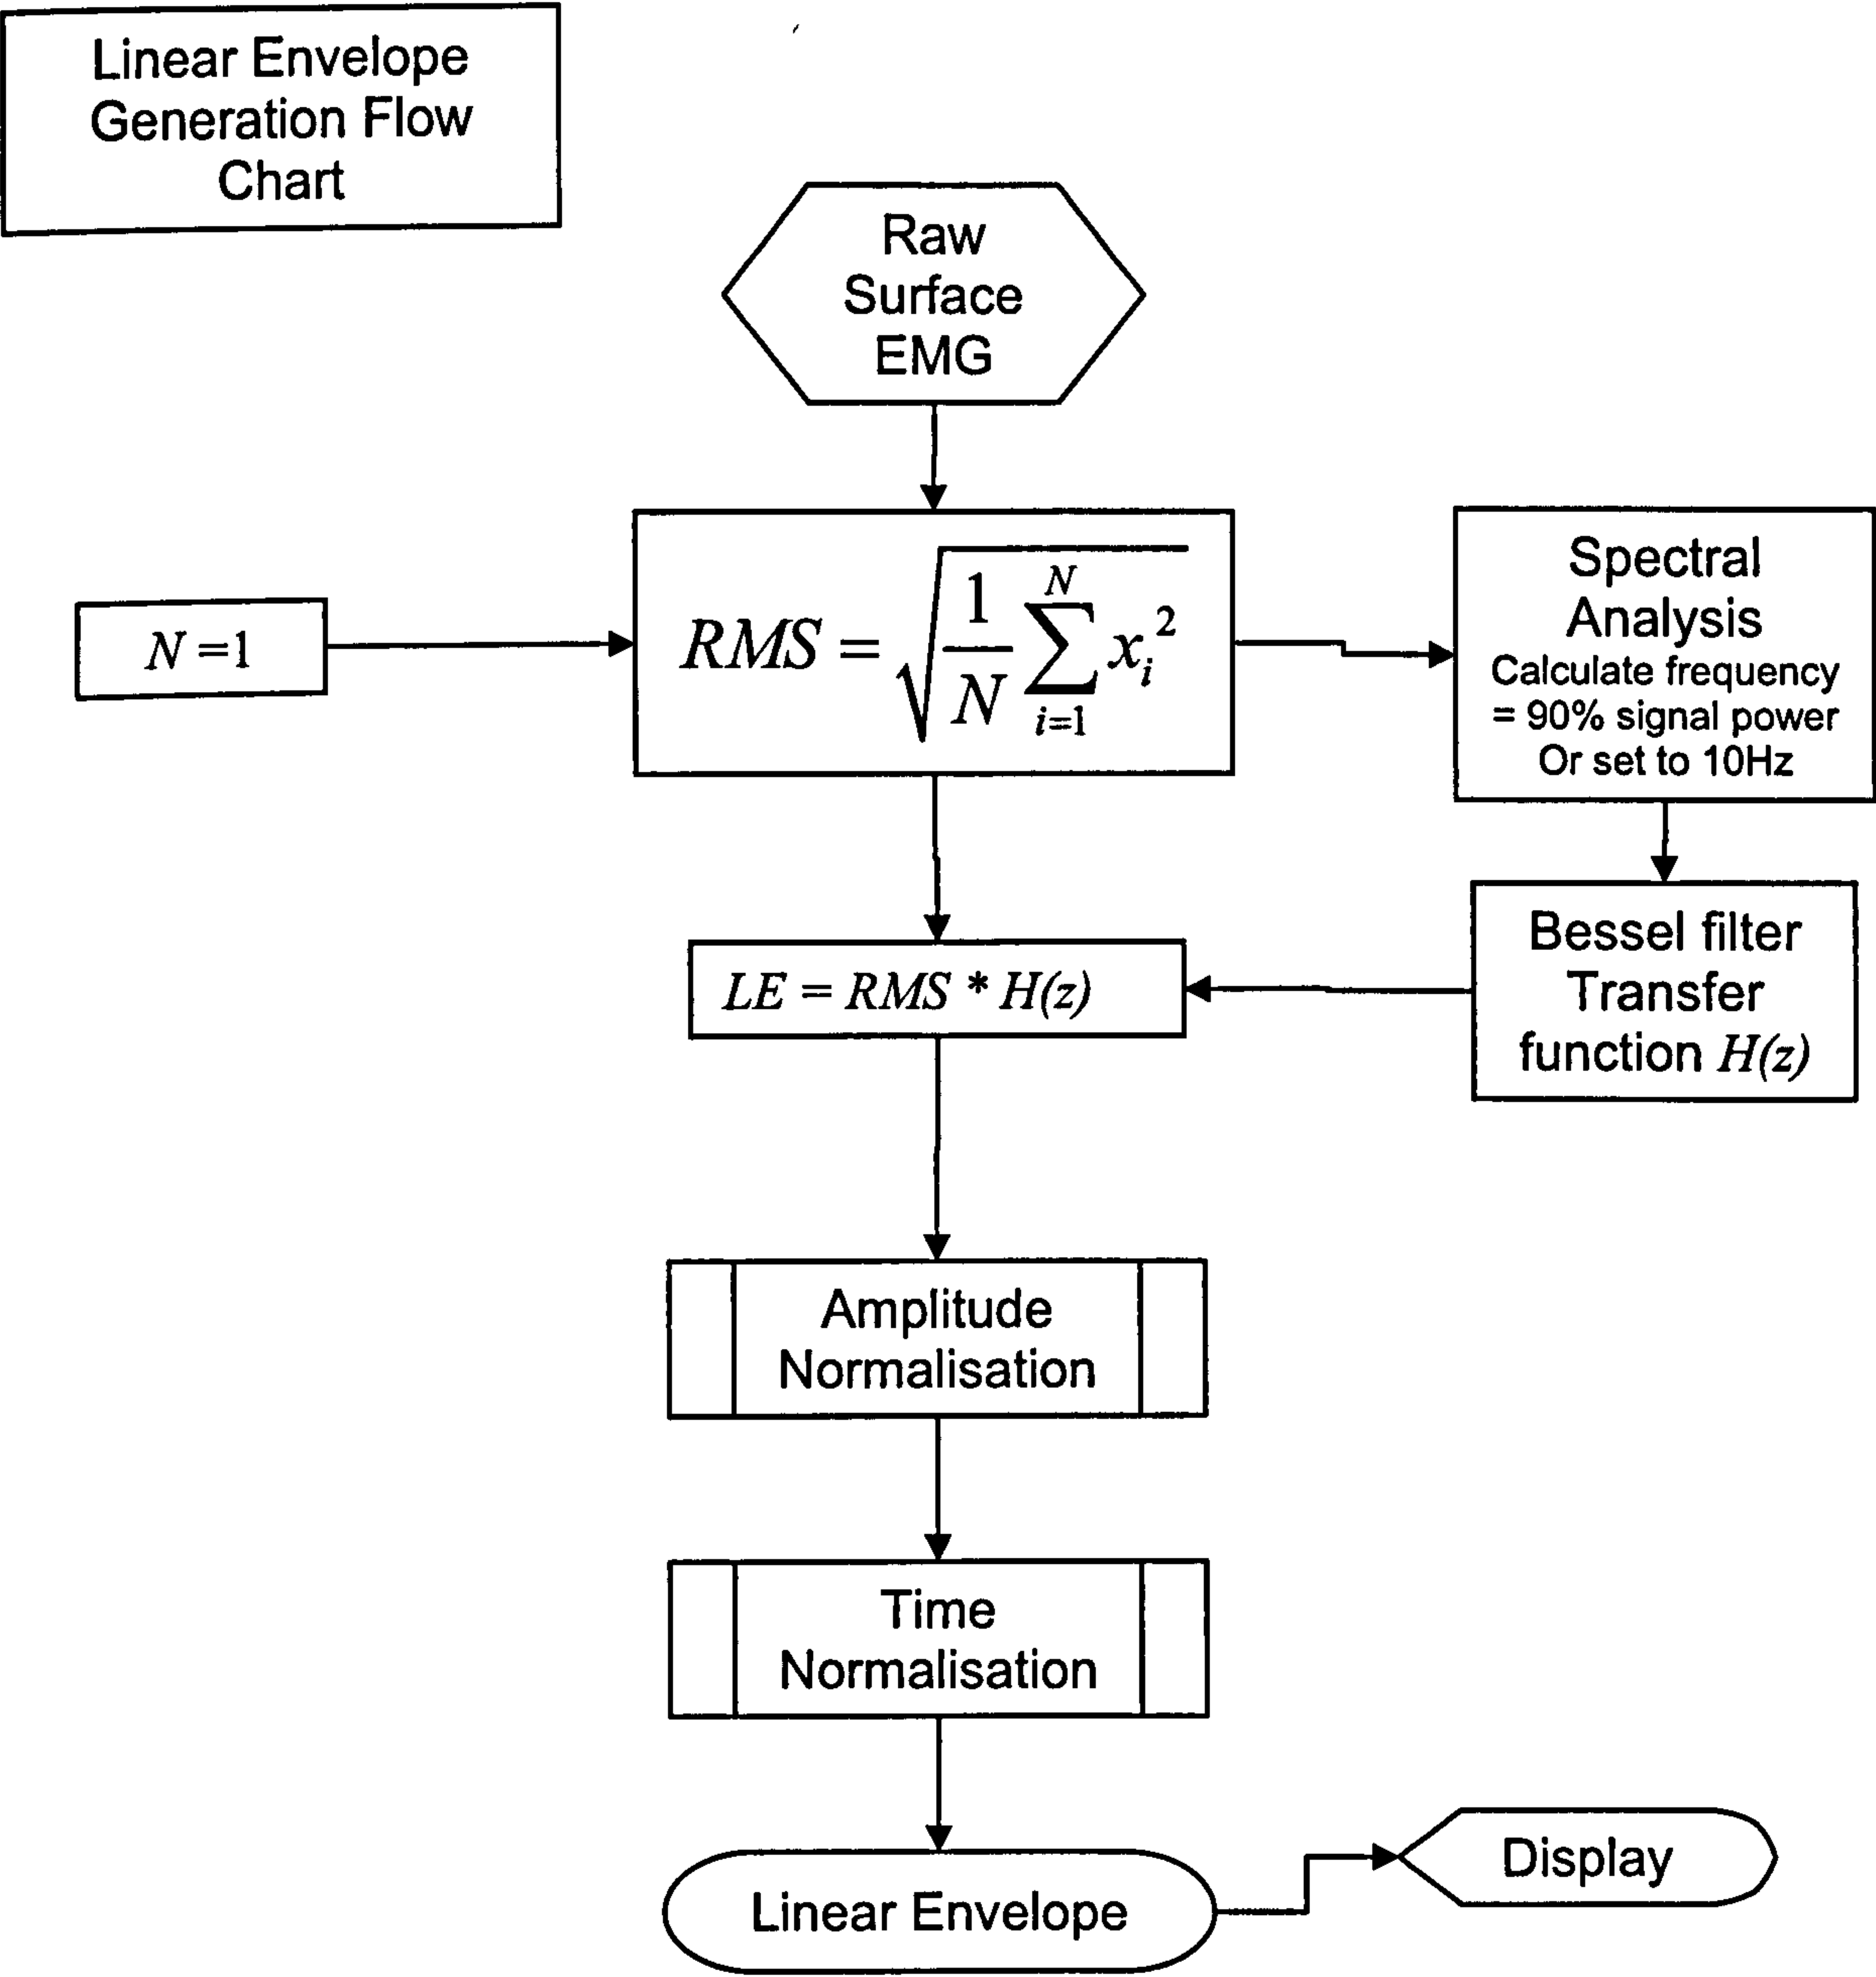 Linear Envelope
Generation Flow
Chart
Raw
Surface
EMG
N =1
RMS = √(1/N ∑_{i=1}^{N} x_i^2)
Spectral
Analysis
Calculate frequency
= 90% signal power
Or set to 10Hz
LE = RMS * H(z)
Bessel filter
Transfer
function H(z)
Amplitude
Normalisation
Time
Normalisation
Linear Envelope
Display